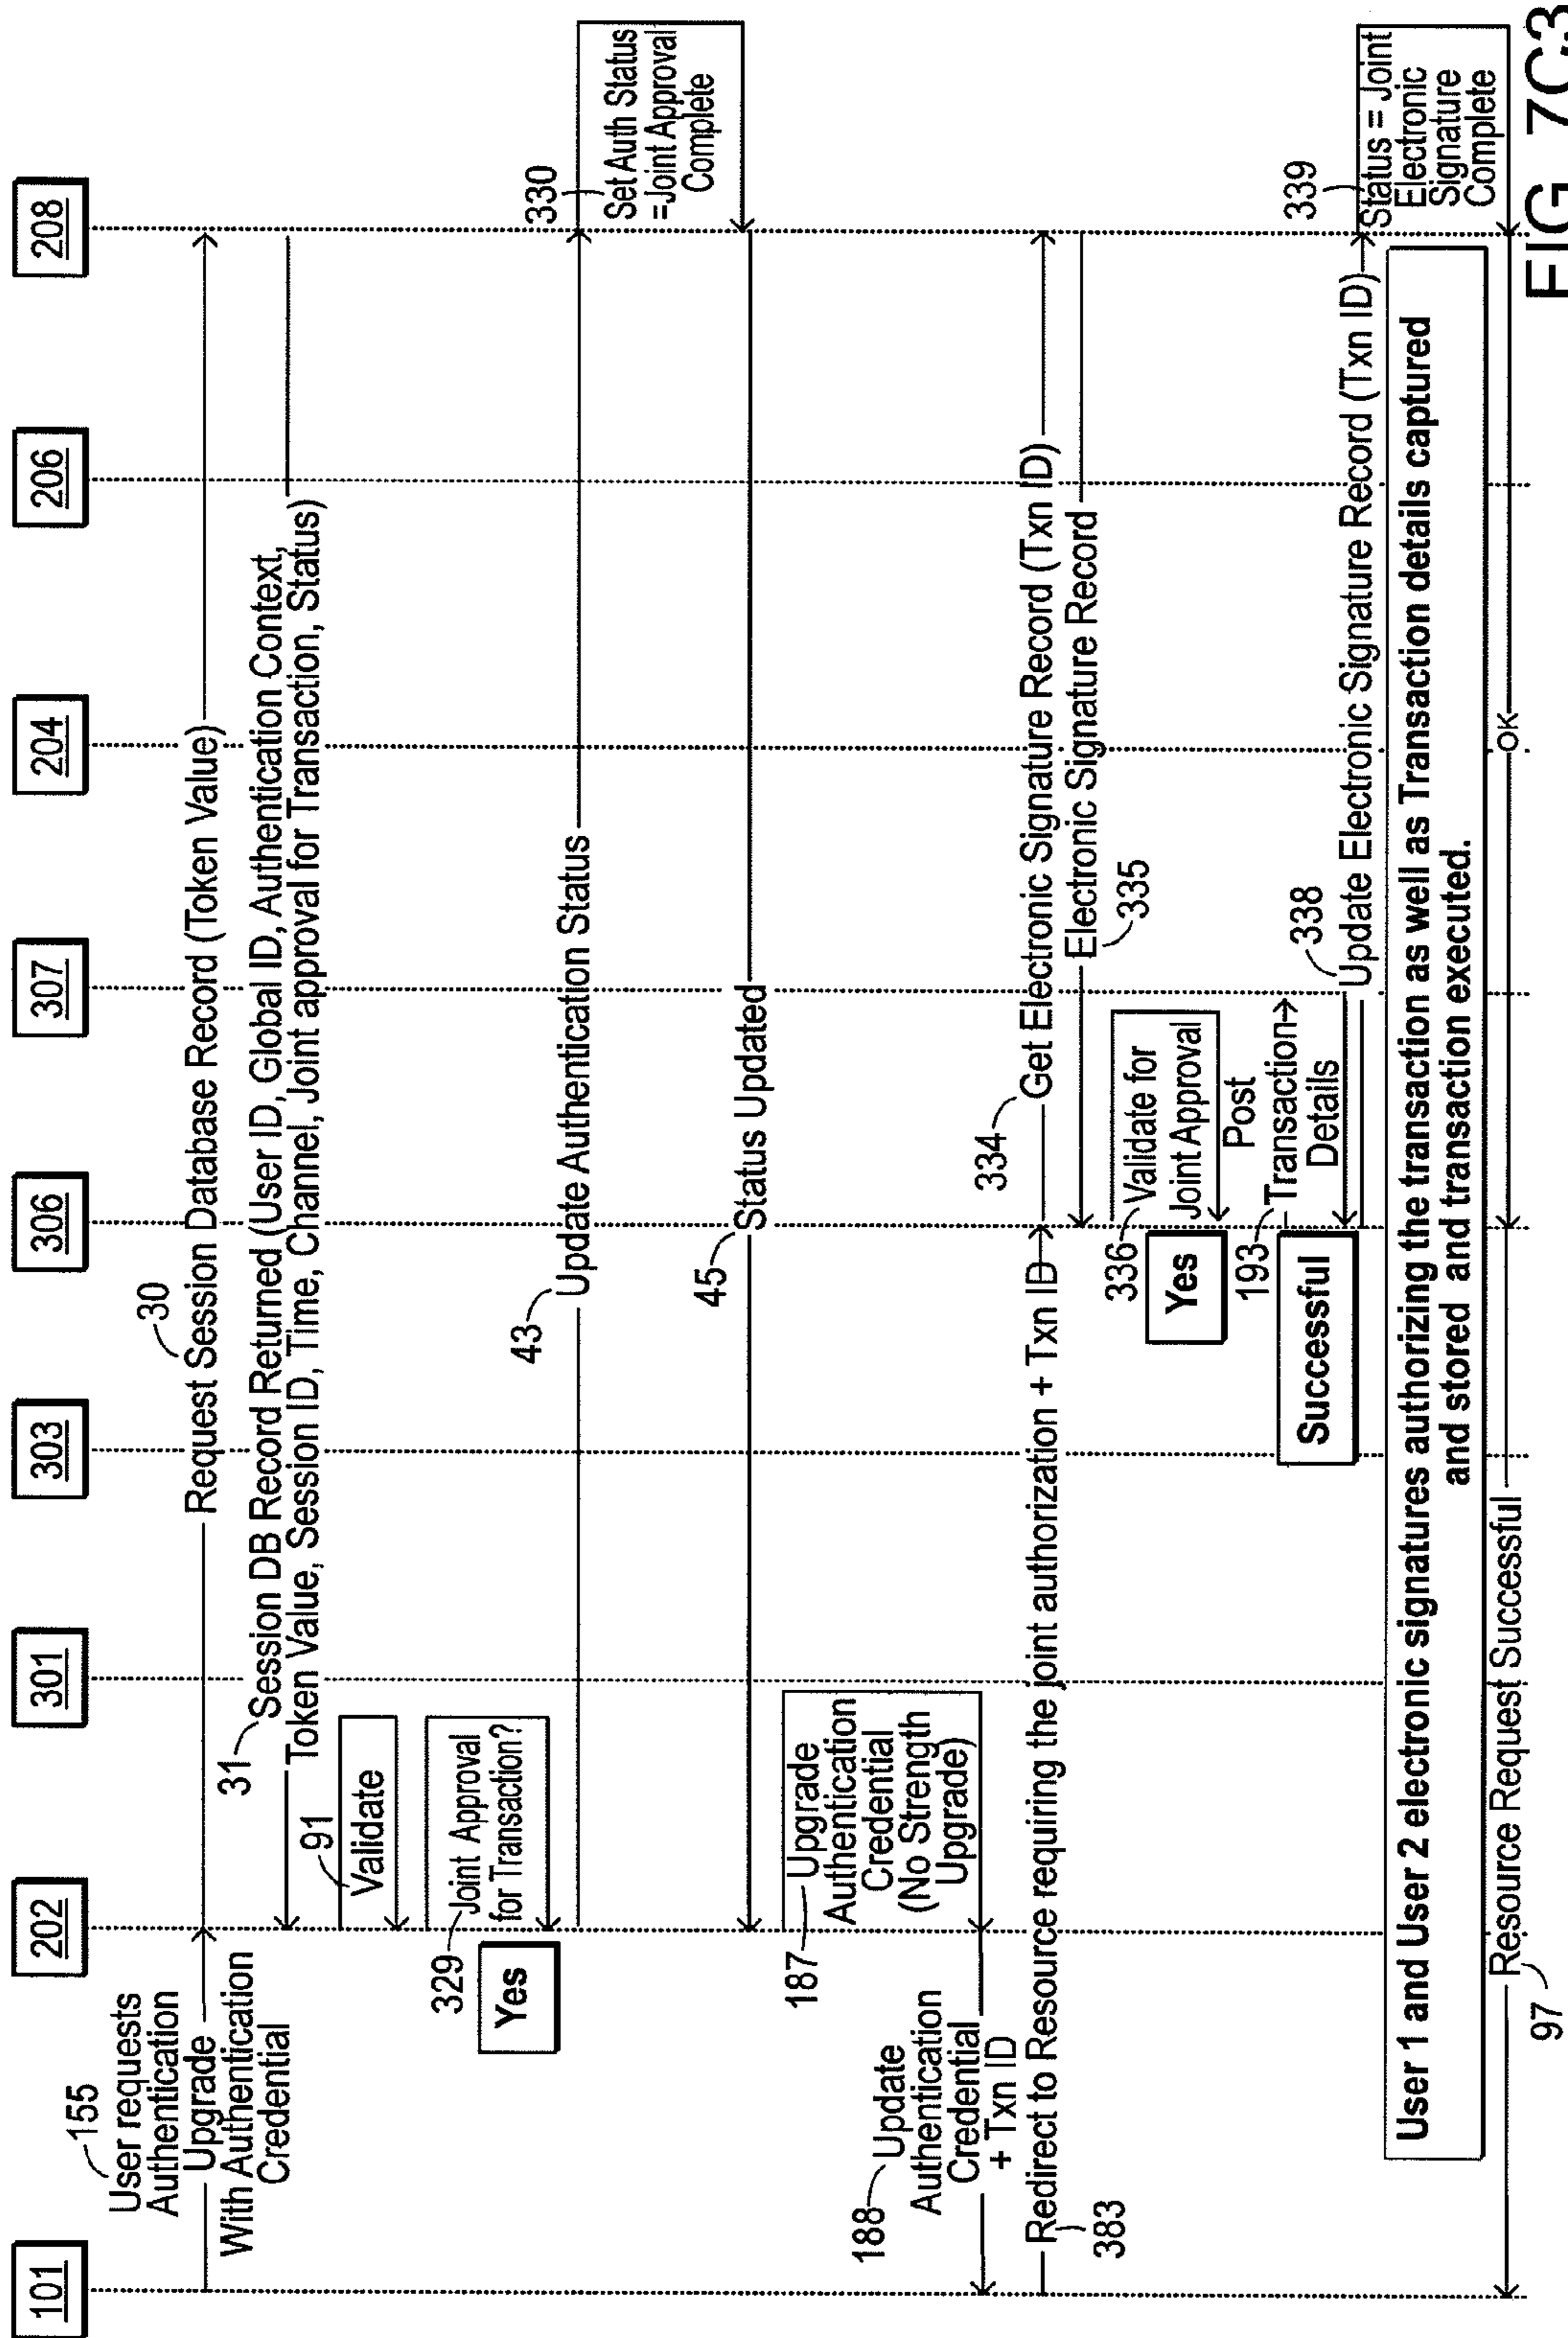 101
202
301
303
306
307
204
206
208
155
User requests
Authentication
Upgrade
With Authentication
Credential
30
Request Session Database Record (Token Value)
31
Session DB Record Returned (User ID, Global ID, Authentication Context,
Token Value, Session ID, Time, Channel, Joint approval for Transaction, Status)
91
Validate
329
Joint Approval
for Transaction?
Yes
43
Update Authentication Status
330
Set Auth Status
=Joint Approval
Complete
45
Status Updated
187
Upgrade
Authentication
Credential
(No Strength
Upgrade)
188
Update
Authentication
Credential
+ Txn ID
Redirect to Resource requiring the joint authorization + Txn ID
383
334
Get Electronic Signature Record (Txn ID)
Electronic Signature Record
335
336
Validate for
Joint Approval
Yes
Post
193
Transaction
Details
Successful
338
Update Electronic Signature Record (Txn ID)
339
Status = Joint
Electronic
Signature
Complete
User 1 and User 2 electronic signatures authorizing the transaction as well as Transaction details captured
and stored and transaction executed.
OK
Resource Request Successful
97
FIG. 7C3